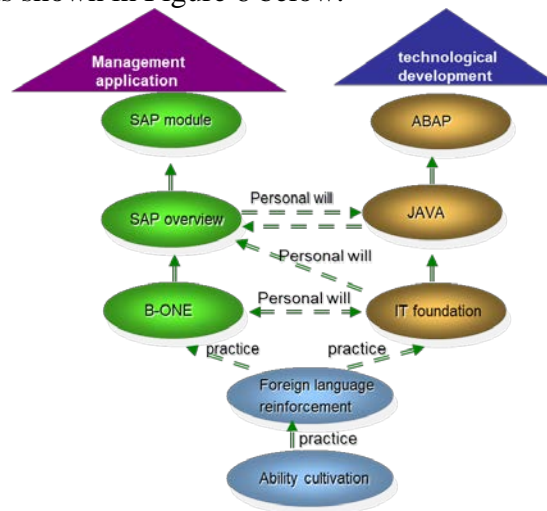 s shown in Figure 6 below.
Management
application
technological
development
SAP module
ABAP
Personal will
SAP overview
JAVA
Personal will
Personal will
B-ONE
IT foundation
practice
practice
Foreign language
reinforcement
practice
Ability cultivation